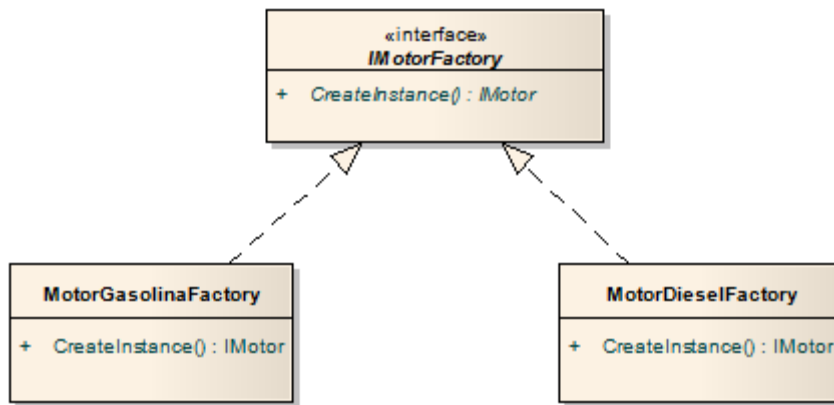 «interface»
IMotorFactory
+ CreateInstance() : IMotor
MotorGasolinaFactory
+ CreateInstance() : IMotor
MotorDieselFactory
+ CreateInstance() : IMotor